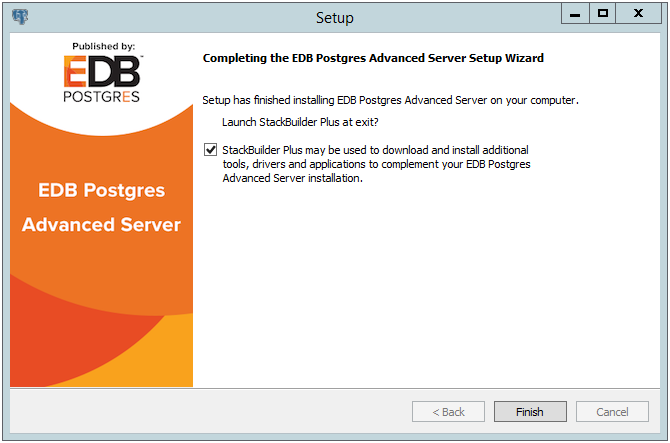 Setup
Published by:
EDB™
POSTGRES
EDB Postgres
Advanced Server
Completing the EDB Postgres Advanced Server Setup Wizard
Setup has finished installing EDB Postgres Advanced Server on your computer.
Launch StackBuilder Plus at exit?
StackBuilder Plus may be used to download and install additional
tools, drivers and applications to complement your EDB Postgres
Advanced Server installation.
< Back
Finish
Cancel